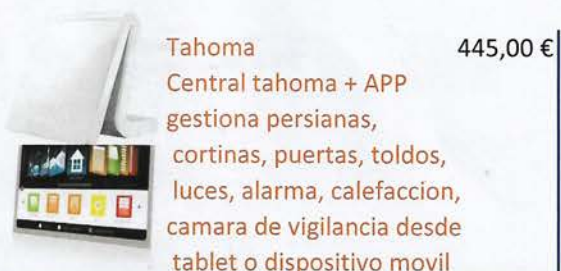 Tahoma 445,00 €
Central tahoma + APP
gestiona persianas,
cortinas, puertas, toldos,
luces, alarma, calefaccion,
camara de vigilancia desde
tablet o dispositivo movil